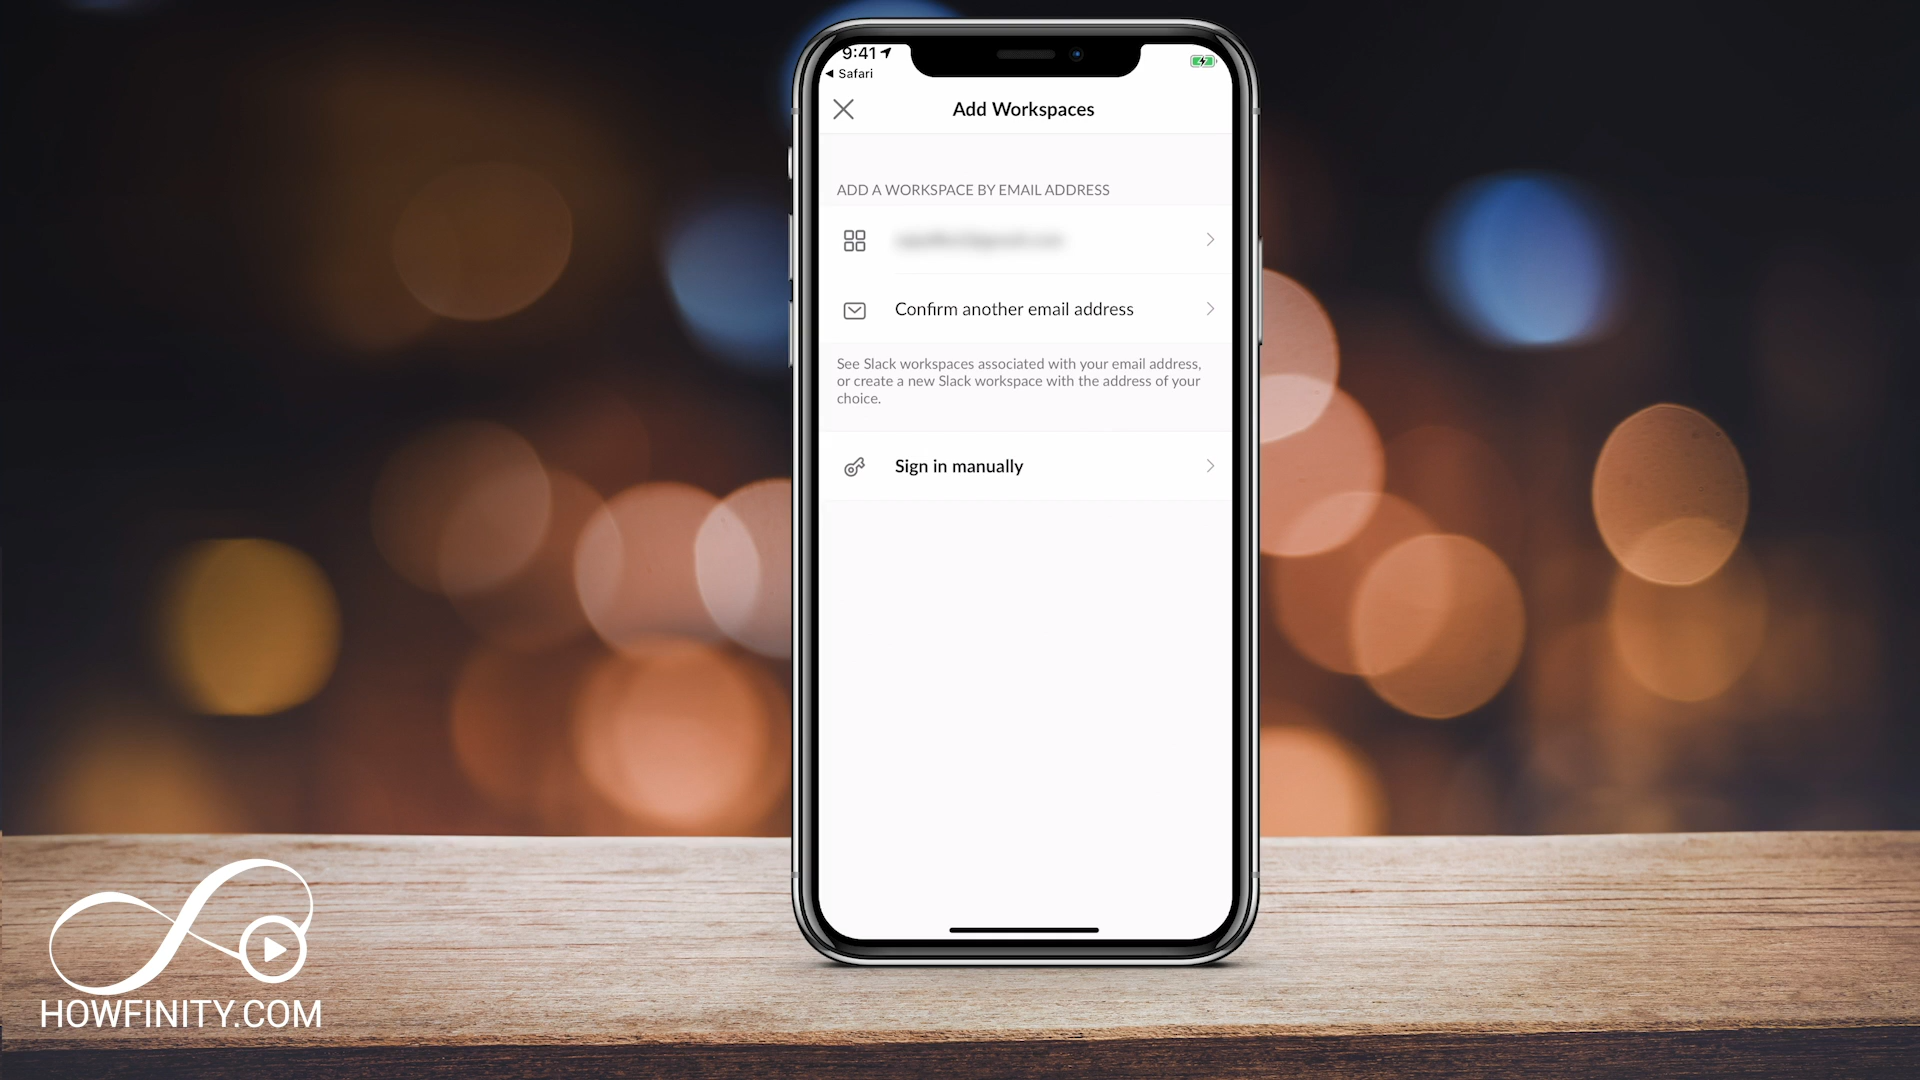 9:41
Safari
Add Workspaces
ADD A WORKSPACE BY EMAIL ADDRESS
Confirm another email address
See Slack workspaces associated with your email address,
or create a new Slack workspace with the address of your
choice.
Sign in manually
HOWFINITY.COM